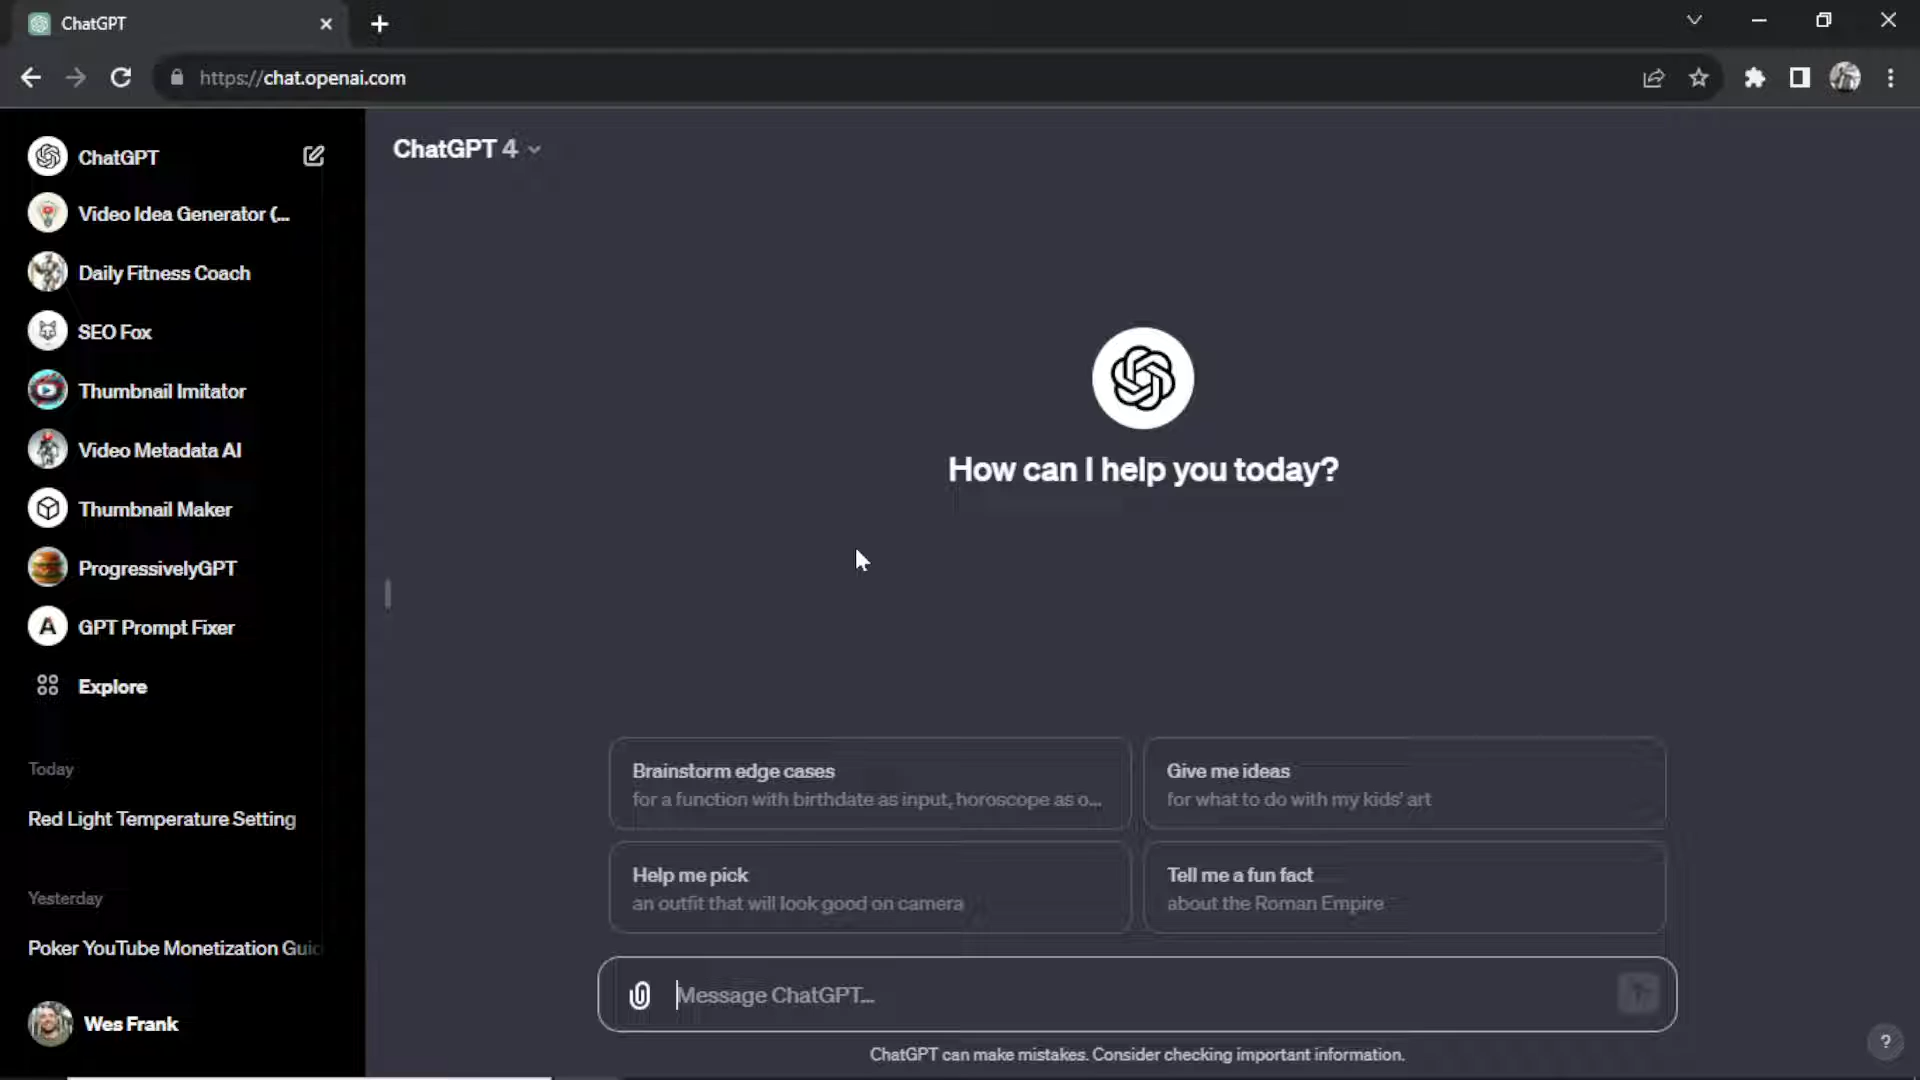 ChatGPT
https://chat.openai.com
ChatGPT
Video Idea Generator (...
Daily Fitness Coach
SEO Fox
Thumbnail Imitator
Video Metadata AI
Thumbnail Maker
ProgressivelyGPT
A
GPT Prompt Fixer
Explore
Today
Red Light Temperature Setting
Yesterday
Poker YouTube Monetization Guid
Wes Frank
ChatGPT 4
How can I help you today?
Brainstorm edge cases
for a function with birthdate as input, horoscope as o...
Give me ideas
for what to do with my kids' art
Help me pick
an outfit that will look good on camera
Tell me a fun fact
about the Roman Empire
Message ChatGPT...
ChatGPT can make mistakes. Consider checking important information.
?